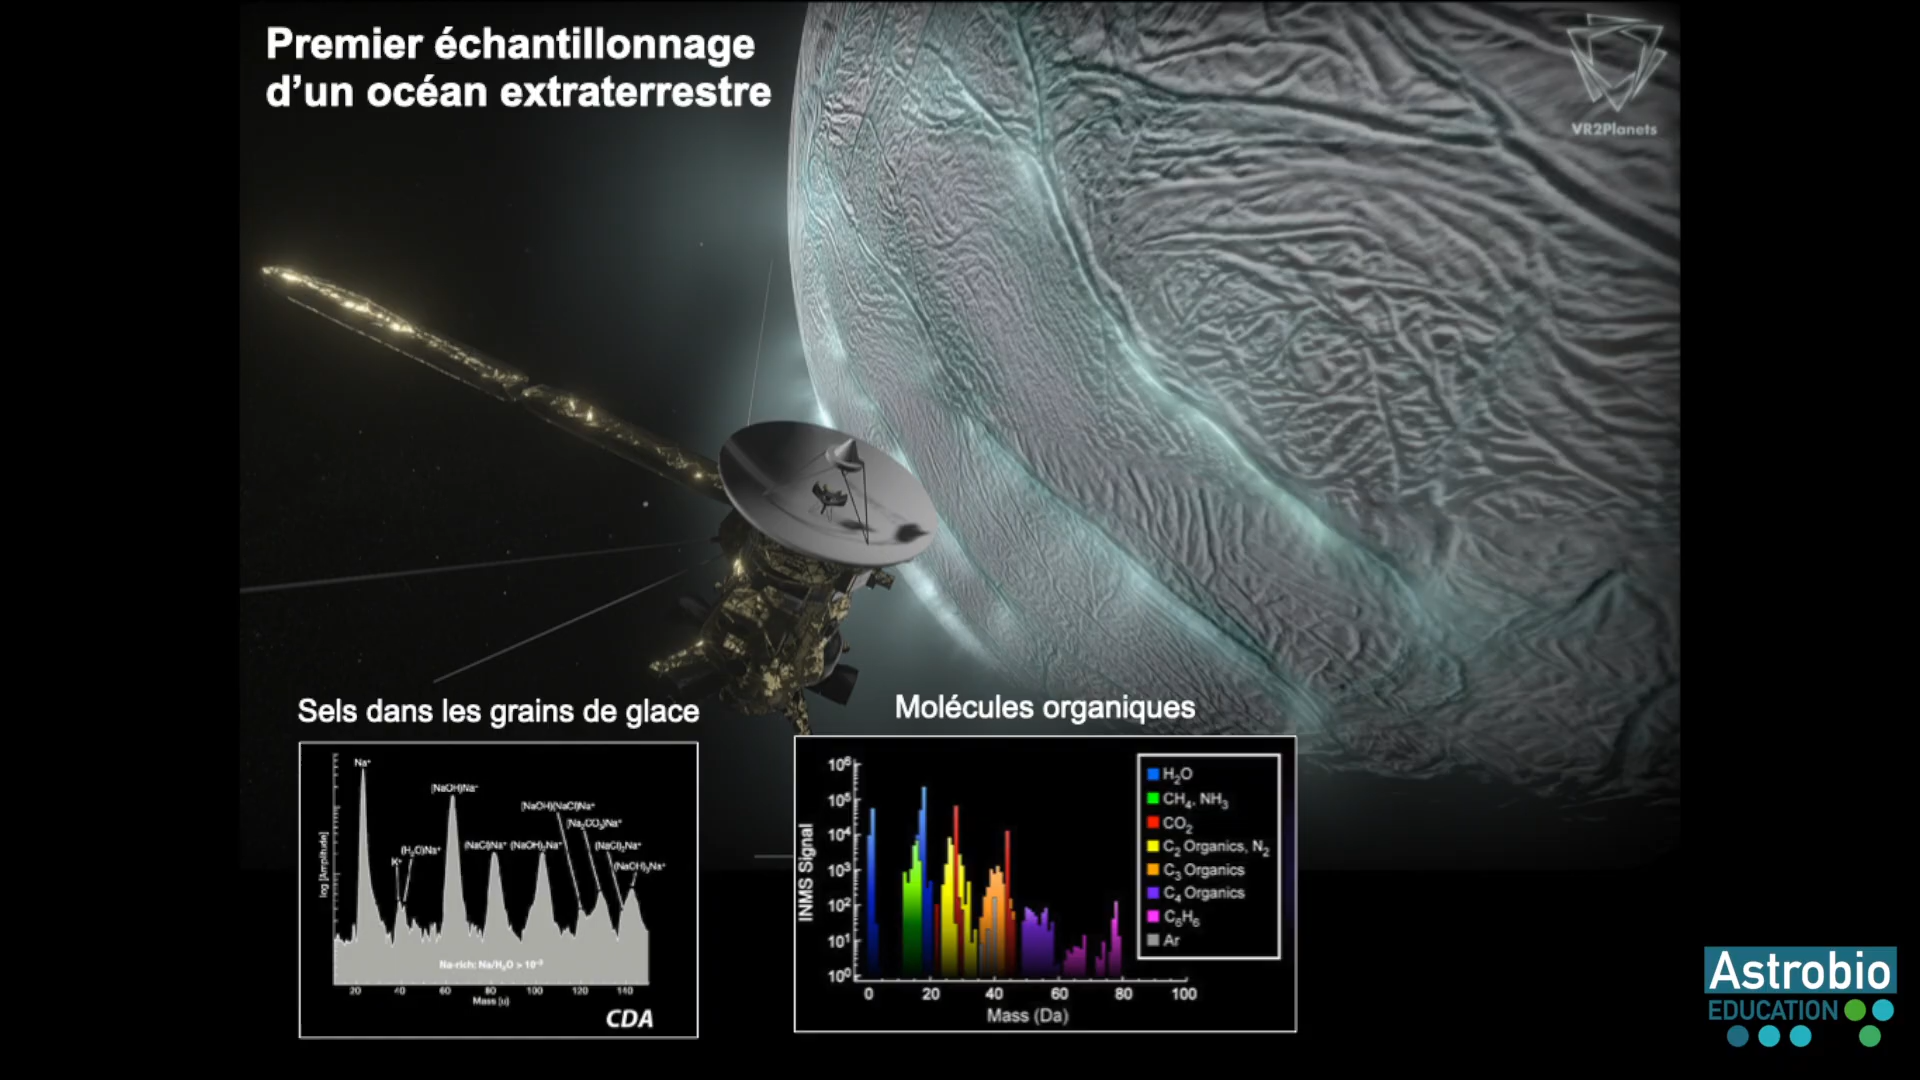 Premier échantillonnage
d’un océan extraterrestre
VR2Planets
Sels dans les grains de glace
Na⁺
[NaOH]Na⁺
[NaOH](NaCl)Na⁺
[Na₂CO₃]Na⁺
K⁺
(H₂O)Na⁺
(NaCl)Na⁺
(NaOH)₂Na⁺
(NaCl)₂Na⁺
(NaOH)₃Na⁺
log [Amplitude]
Na-rich: Na/H₂O > 10⁻³
20 40 60 80 100 120 140
Mass (u)
CDA
Molécules organiques
10⁶
10⁵
10⁴
10³
10²
10¹
10⁰
INMS Signal
0 20 40 60 80 100
Mass (Da)
H₂O
CH₄, NH₃
CO₂
C₂ Organics, N₂
C₃ Organics
C₄ Organics
C₆H₆
Ar
Astrobio
EDUCATION